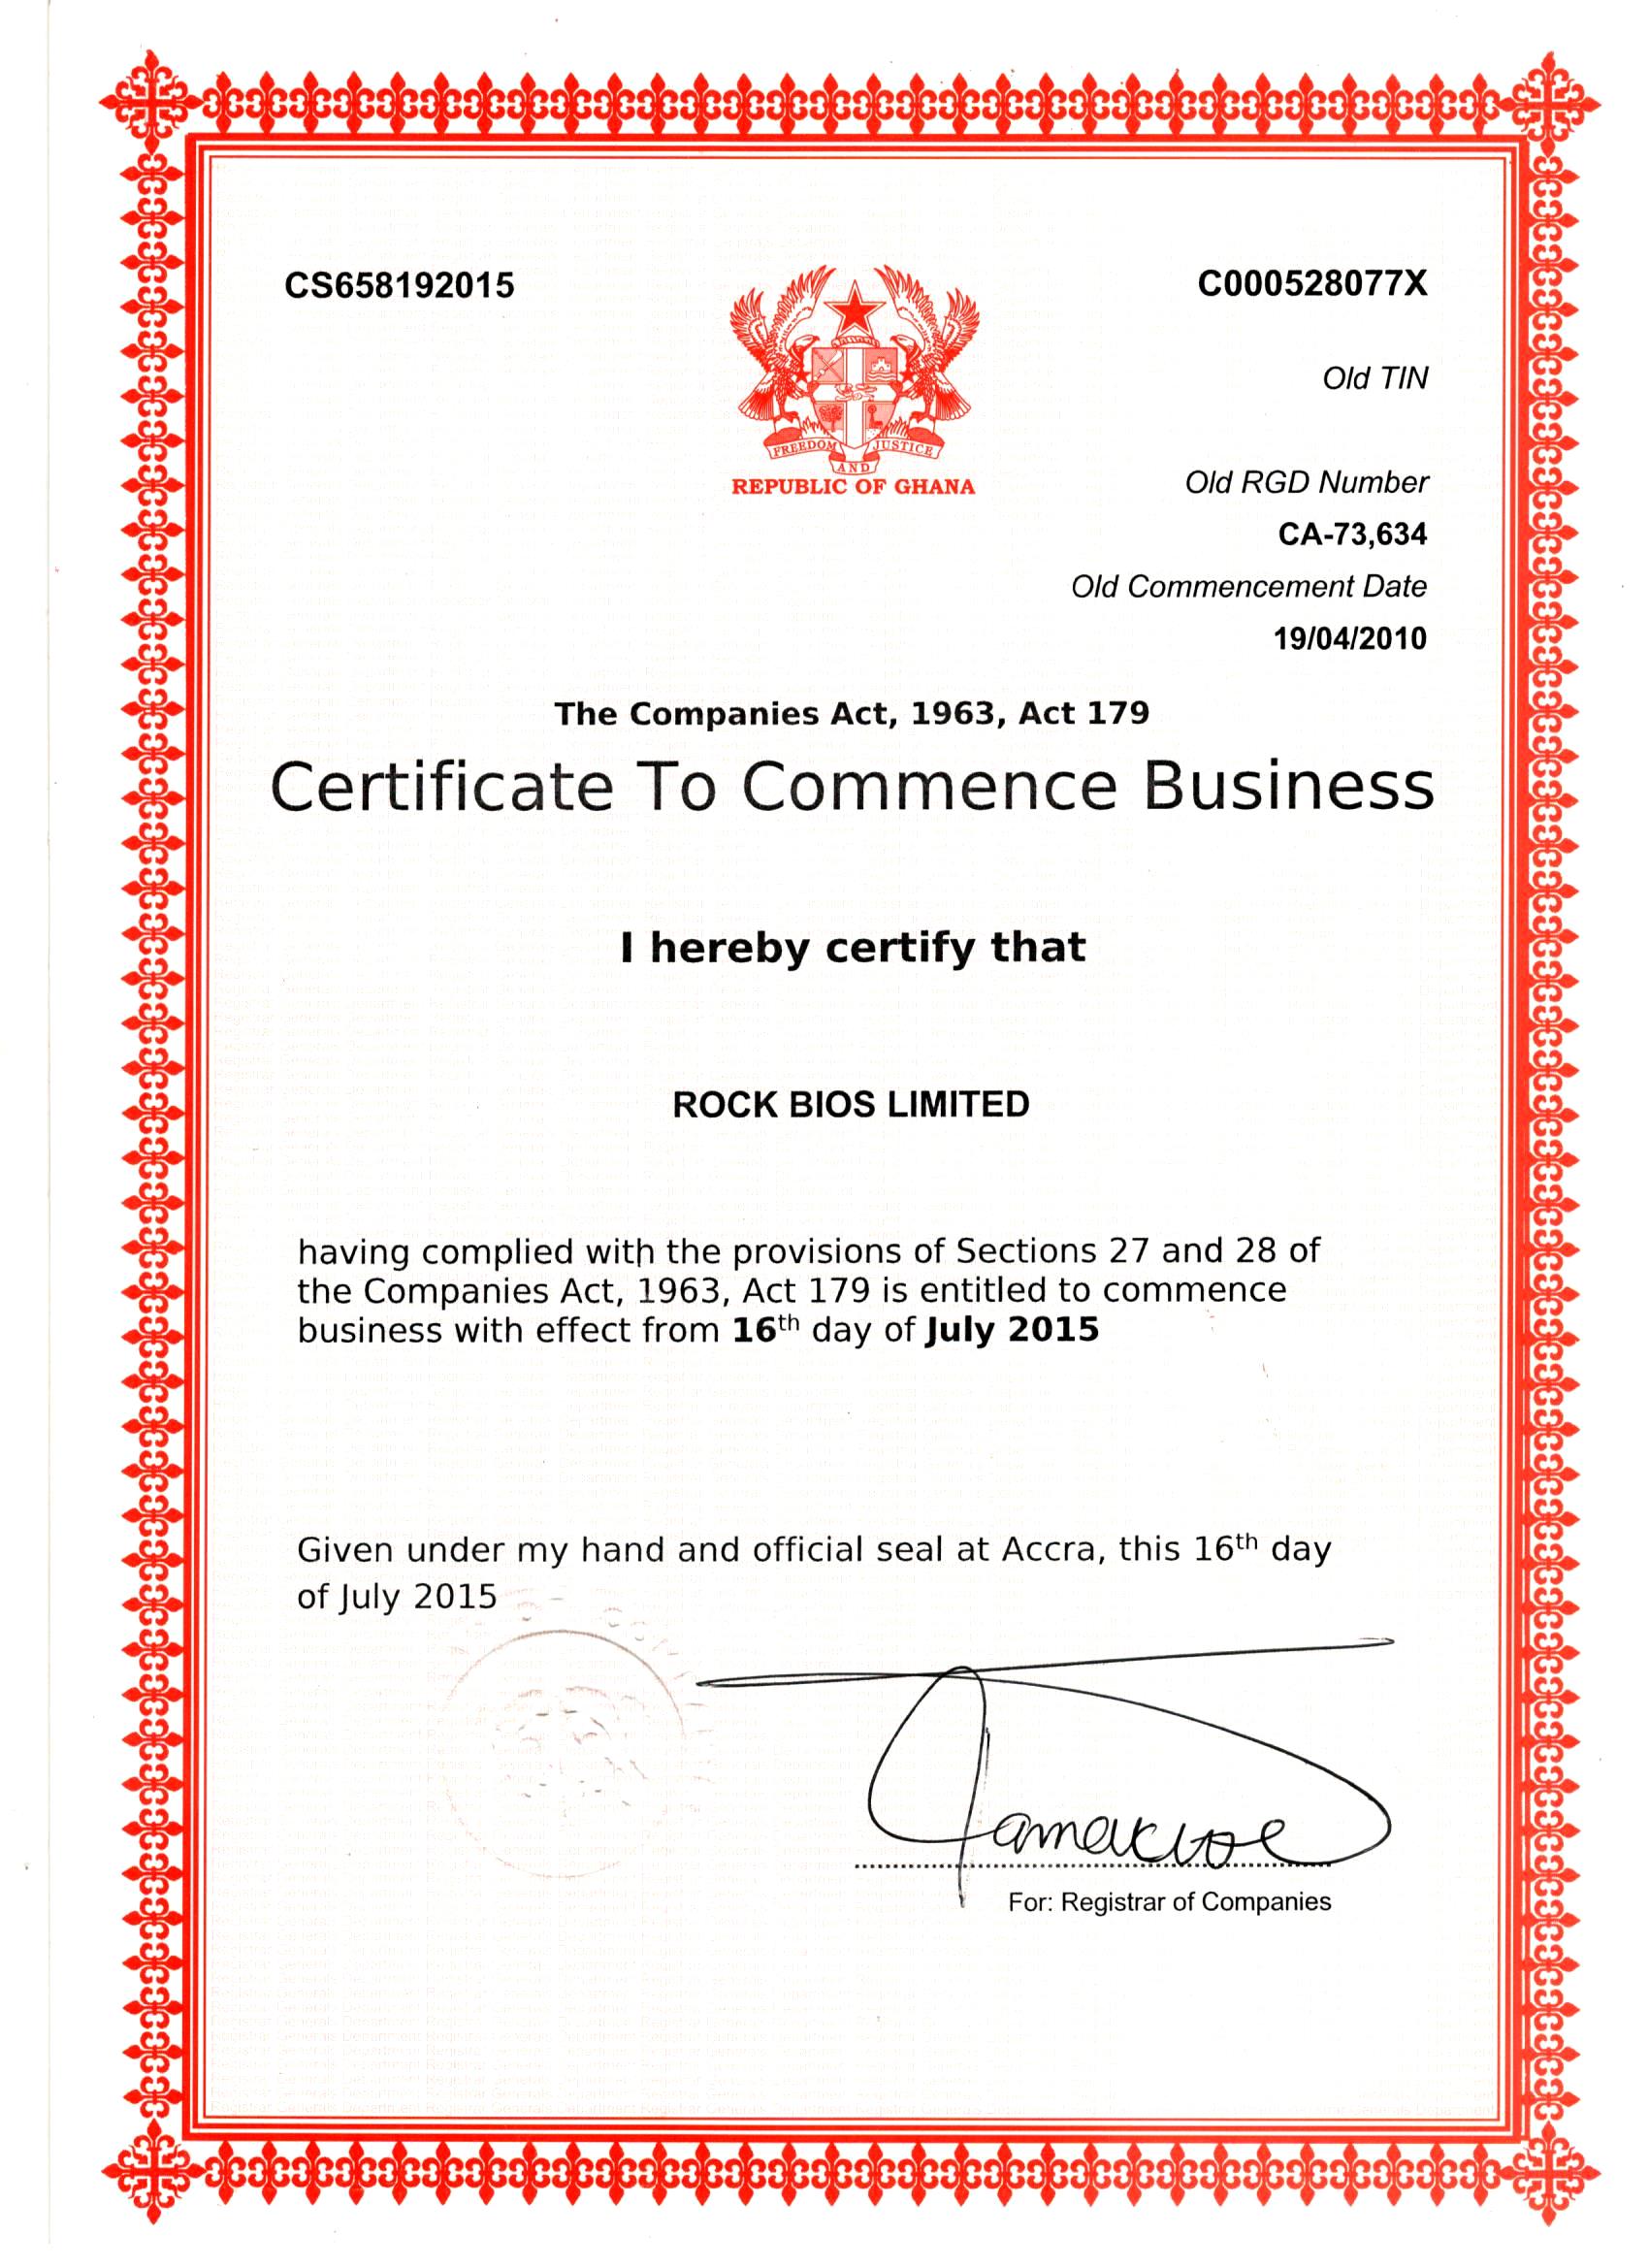 CS658192015
C000528077X
Old TIN
FREEDOM AND JUSTICE
REPUBLIC OF GHANA
Old RGD Number
CA-73,634
Old Commencement Date
19/04/2010
The Companies Act, 1963, Act 179
Certificate To Commence Business
I hereby certify that
ROCK BIOS LIMITED
having complied with the provisions of Sections 27 and 28 of
the Companies Act, 1963, Act 179 is entitled to commence
business with effect from 16th day of July 2015
Given under my hand and official seal at Accra, this 16th day
of July 2015
For: Registrar of Companies